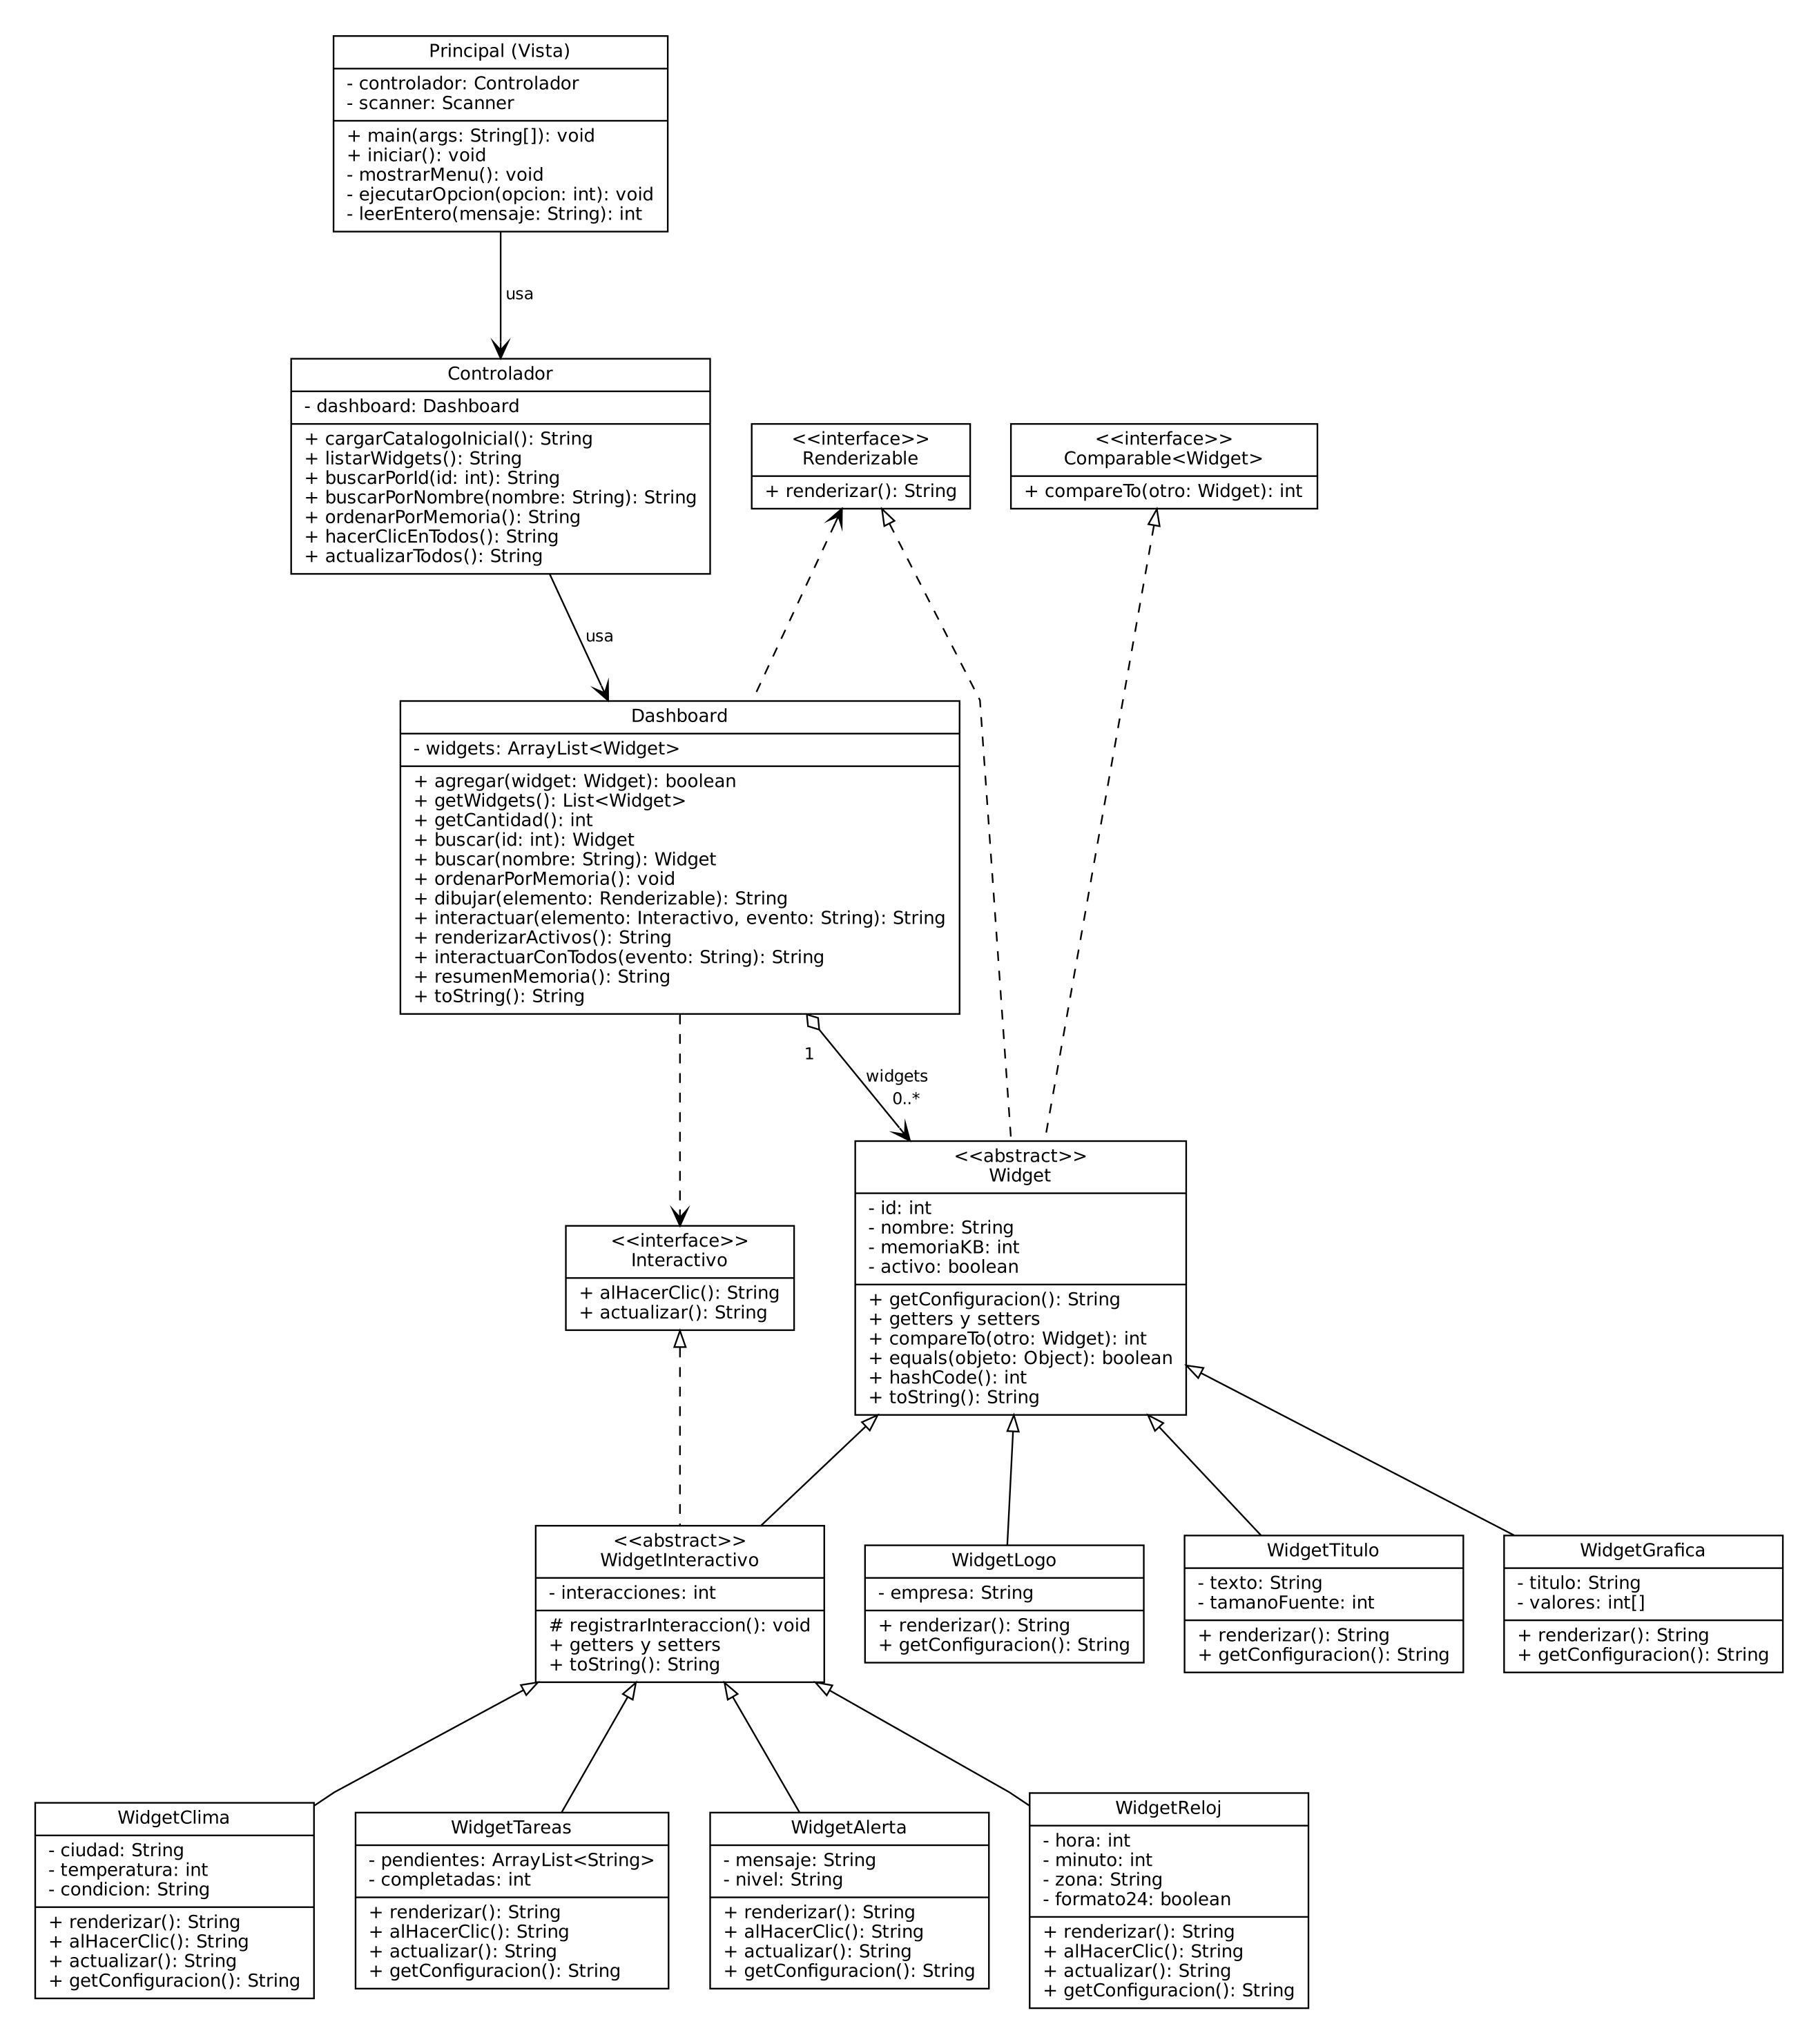 Principal (Vista)
- controlador: Controlador
- scanner: Scanner
+ main(args: String[]): void
+ iniciar(): void
- mostrarMenu(): void
- ejecutarOpcion(opcion: int): void
- leerEntero(mensaje: String): int
usa
Controlador
- dashboard: Dashboard
+ cargarCatalogoInicial(): String
+ listarWidgets(): String
+ buscarPorId(id: int): String
+ buscarPorNombre(nombre: String): String
+ ordenarPorMemoria(): String
+ hacerClicEnTodos(): String
+ actualizarTodos(): String
<<interface>>
Renderizable
+ renderizar(): String
<<interface>>
Comparable<Widget>
+ compareTo(otro: Widget): int
usa
Dashboard
- widgets: ArrayList<Widget>
+ agregar(widget: Widget): boolean
+ getWidgets(): List<Widget>
+ getCantidad(): int
+ buscar(id: int): Widget
+ buscar(nombre: String): Widget
+ ordenarPorMemoria(): void
+ dibujar(elemento: Renderizable): String
+ interactuar(elemento: Interactivo, evento: String): String
+ renderizarActivos(): String
+ interactuarConTodos(evento: String): String
+ resumenMemoria(): String
+ toString(): String
1
widgets
0..*
<<interface>>
Interactivo
+ alHacerClic(): String
+ actualizar(): String
<<abstract>>
Widget
- id: int
- nombre: String
- memoriaKB: int
- activo: boolean
+ getConfiguracion(): String
+ getters y setters
+ compareTo(otro: Widget): int
+ equals(objeto: Object): boolean
+ hashCode(): int
+ toString(): String
<<abstract>>
WidgetInteractivo
- interacciones: int
# registrarInteraccion(): void
+ getters y setters
+ toString(): String
WidgetLogo
- empresa: String
+ renderizar(): String
+ getConfiguracion(): String
WidgetTitulo
- texto: String
- tamanoFuente: int
+ renderizar(): String
+ getConfiguracion(): String
WidgetGrafica
- titulo: String
- valores: int[]
+ renderizar(): String
+ getConfiguracion(): String
WidgetClima
- ciudad: String
- temperatura: int
- condicion: String
+ renderizar(): String
+ alHacerClic(): String
+ actualizar(): String
+ getConfiguracion(): String
WidgetTareas
- pendientes: ArrayList<String>
- completadas: int
+ renderizar(): String
+ alHacerClic(): String
+ actualizar(): String
+ getConfiguracion(): String
WidgetAlerta
- mensaje: String
- nivel: String
+ renderizar(): String
+ alHacerClic(): String
+ actualizar(): String
+ getConfiguracion(): String
WidgetReloj
- hora: int
- minuto: int
- zona: String
- formato24: boolean
+ renderizar(): String
+ alHacerClic(): String
+ actualizar(): String
+ getConfiguracion(): String